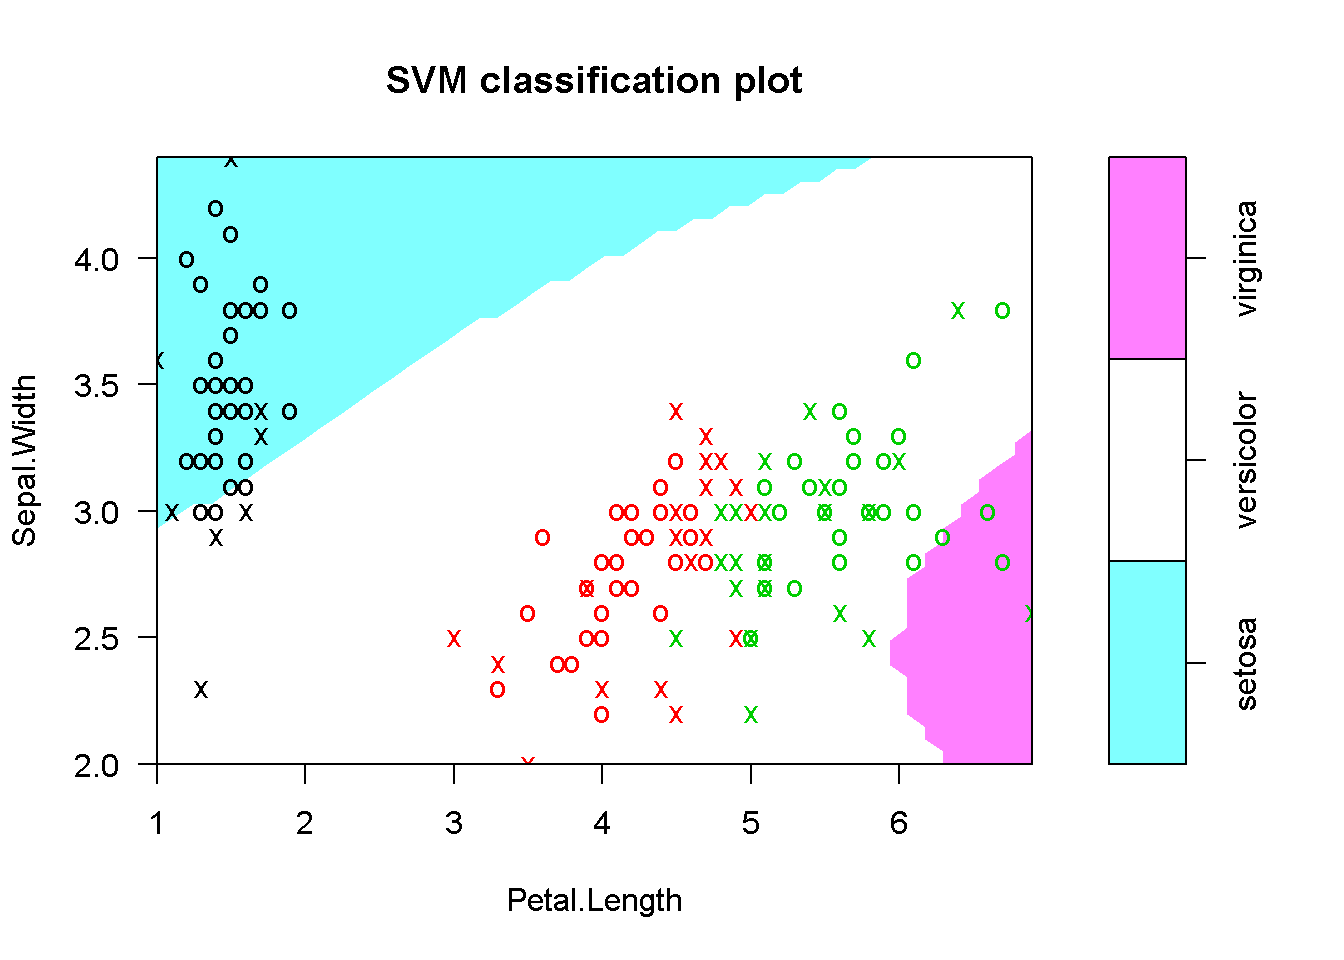 SVM classification plot
4.0
3.5
3.0
2.5
2.0
Sepal.Width
1 2 3 4 5 6
Petal.Length
virginica
versicolor
setosa